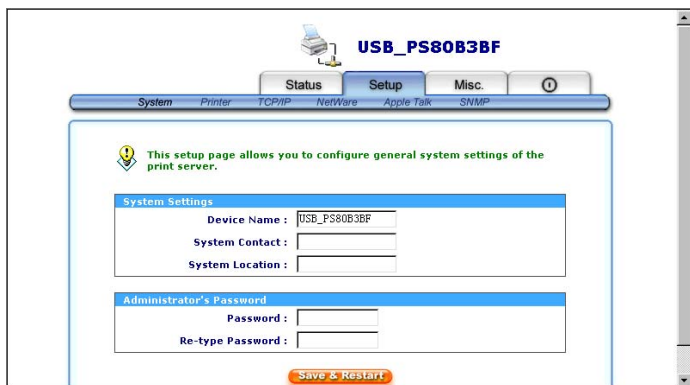 USB_PS80B3BF
Status Setup Misc.
System Printer TCP/IP NetWare Apple Talk SNMP
This setup page allows you to configure general system settings of the
print server.
System Settings
Device Name : USB_PS80B3BF
System Contact :
System Location :
Administrator's Password
Password :
Re-type Password :
Save & Restart